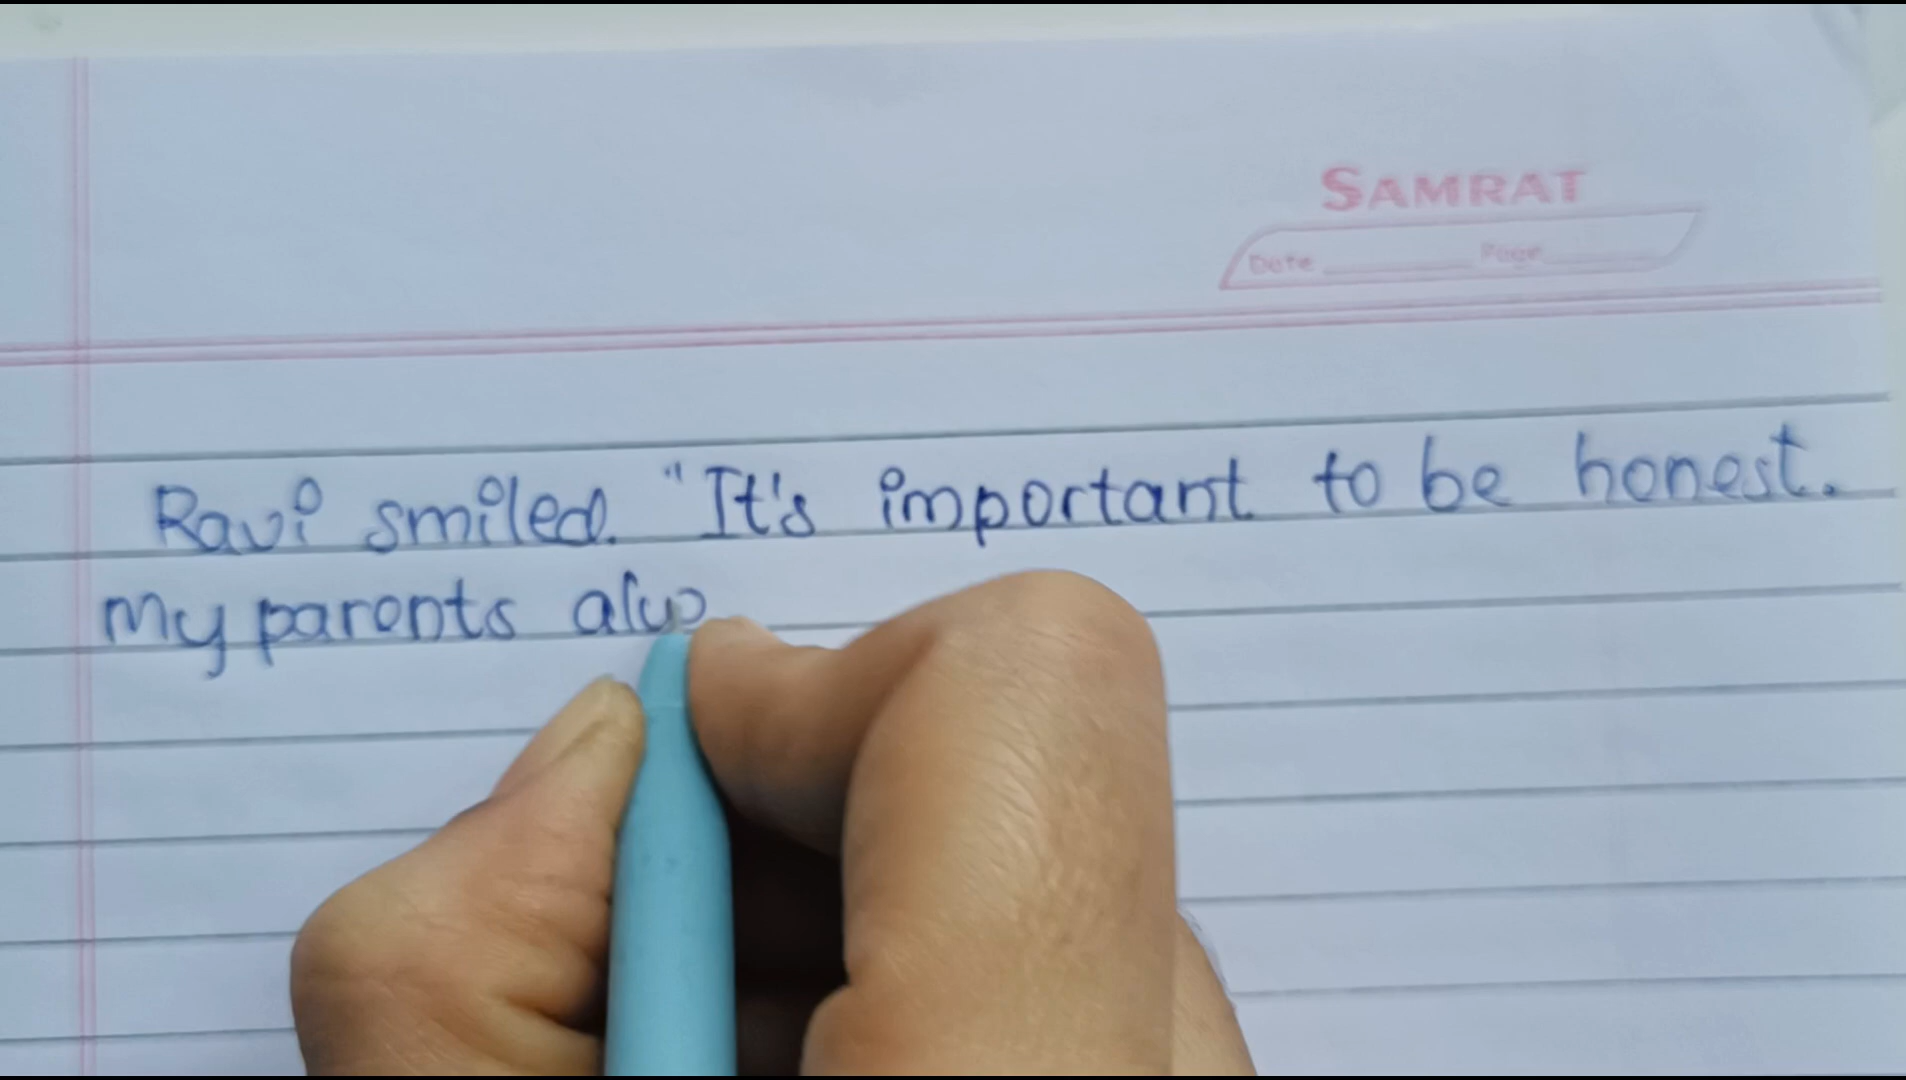 SAMRAT
Date Page
Ravi smiled. "It's important to be honest.
My parents alw